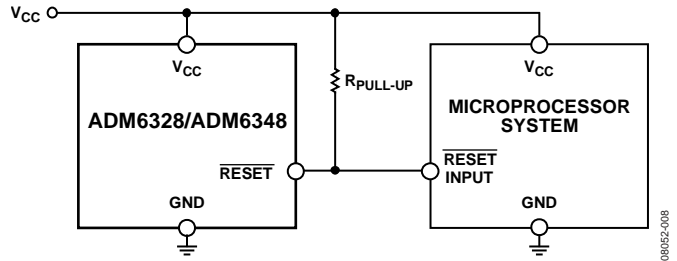 VCC
VCC
ADM6328/ADM6348
RESET
GND
RPULL-UP
VCC
MICROPROCESSOR
SYSTEM
RESET
INPUT
GND
08052-008